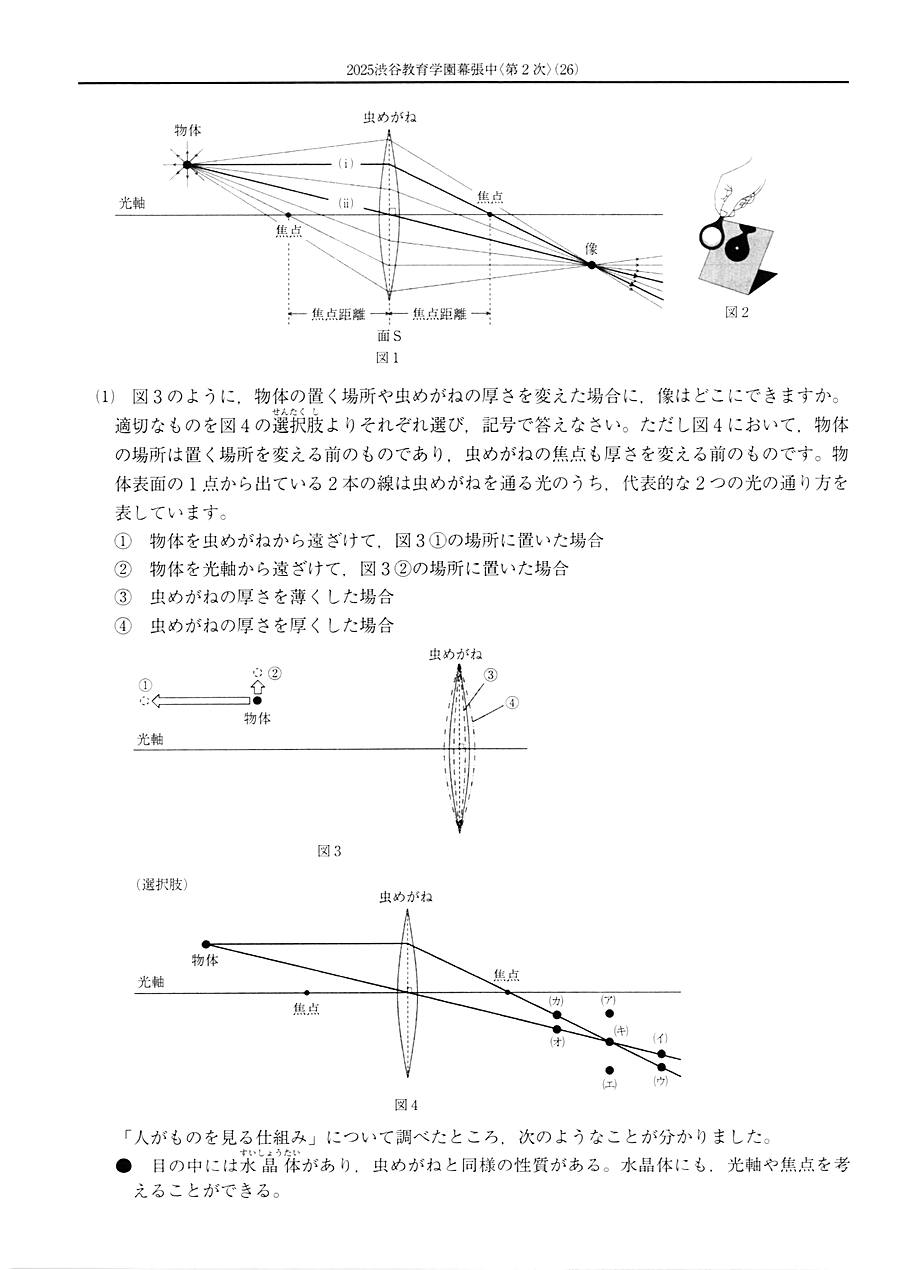 2025渋谷教育学園幕張中〈第2次〉(26)
虫めがね
物体
(ⅰ)
焦点
光軸
(ⅱ)
焦点
像
焦点距離
焦点距離
図2
面S
図1
⑴ 図3のように，物体の置く場所や虫めがねの厚さを変えた場合に，像はどこにできますか。
せんたくし
適切なものを図4の選択肢よりそれぞれ選び，記号で答えなさい。ただし図4において，物体
の場所は置く場所を変える前のものであり，虫めがねの焦点も厚さを変える前のものです。物
体表面の1点から出ている2本の線は虫めがねを通る光のうち，代表的な2つの光の通り方を
表しています。
① 物体を虫めがねから遠ざけて，図3①の場所に置いた場合
② 物体を光軸から遠ざけて，図3②の場所に置いた場合
③ 虫めがねの厚さを薄くした場合
④ 虫めがねの厚さを厚くした場合
虫めがね
②
③
①
④
物体
光軸
図3
(選択肢)
虫めがね
物体
焦点
光軸
(カ)
(ア)
焦点
(キ)
(オ)
(イ)
(エ)
(ウ)
図4
「人がものを見る仕組み」について調べたところ，次のようなことが分かりました。
すいしょうたい
● 目の中には水晶体があり，虫めがねと同様の性質がある。水晶体にも，光軸や焦点を考
えることができる。